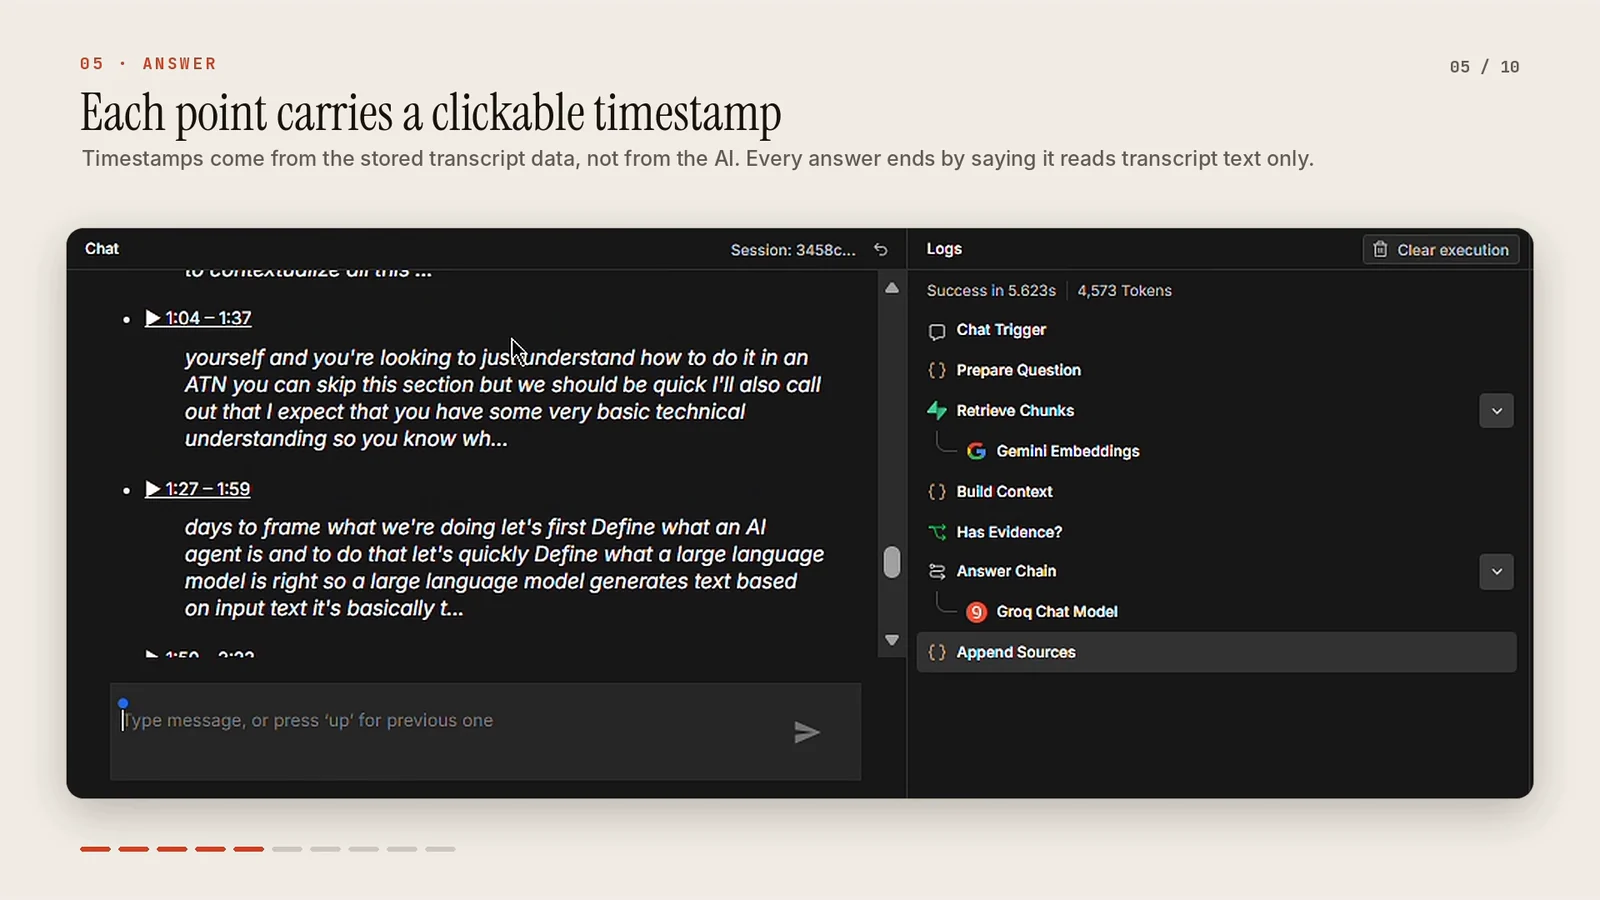 05 · ANSWER
05 / 10
Each point carries a clickable timestamp
Timestamps come from the stored transcript data, not from the AI. Every answer ends by saying it reads transcript text only.
Chat
Session: 3458c...
to contextualize all this ...
▶ 1:04 – 1:37
yourself and you're looking to just understand how to do it in an
ATN you can skip this section but we should be quick I'll also call
out that I expect that you have some very basic technical
understanding so you know wh...
▶ 1:27 – 1:59
days to frame what we're doing let's first Define what an AI
agent is and to do that let's quickly Define what a large language
model is right so a large language model generates text based
on input text it's basically t...
Type message, or press ‘up’ for previous one
Logs
Clear execution
Success in 5.623s
4,573 Tokens
Chat Trigger
Prepare Question
Retrieve Chunks
Gemini Embeddings
Build Context
Has Evidence?
Answer Chain
Groq Chat Model
Append Sources